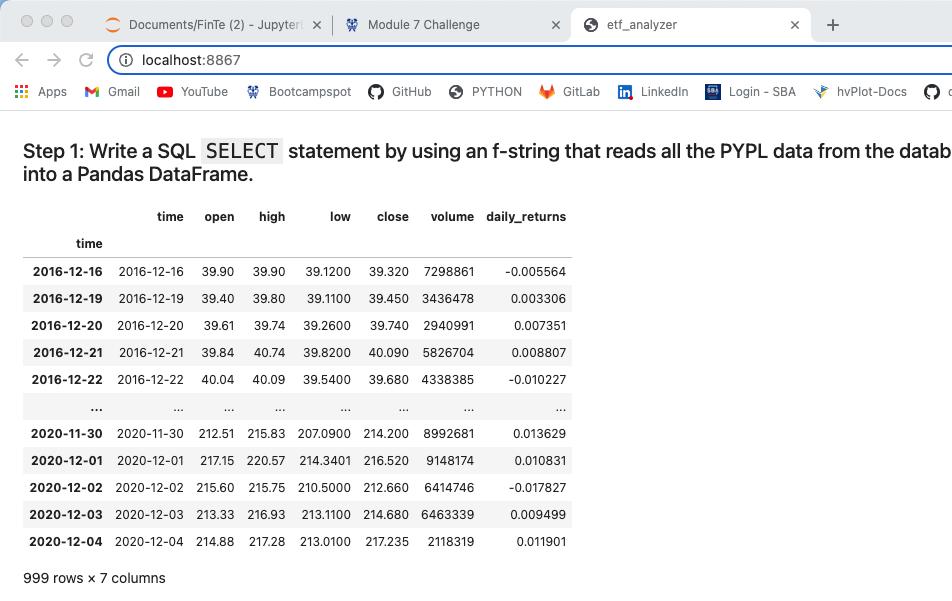 Documents/FinTe (2) - Jupyter
Module 7 Challenge
etf_analyzer
localhost:8867
Apps Gmail YouTube Bootcampspot GitHub PYTHON GitLab LinkedIn SBA Login - SBA hvPlot-Docs
Step 1: Write a SQL SELECT statement by using an f-string that reads all the PYPL data from the datab
into a Pandas DataFrame.
time open high low close volume daily_returns
time
2016-12-16 2016-12-16 39.90 39.90 39.1200 39.320 7298861 -0.005564
2016-12-19 2016-12-19 39.40 39.80 39.1100 39.450 3436478 0.003306
2016-12-20 2016-12-20 39.61 39.74 39.2600 39.740 2940991 0.007351
2016-12-21 2016-12-21 39.84 40.74 39.8200 40.090 5826704 0.008807
2016-12-22 2016-12-22 40.04 40.09 39.5400 39.680 4338385 -0.010227
... ... ... ... ... ... ... ...
2020-11-30 2020-11-30 212.51 215.83 207.0900 214.200 8992681 0.013629
2020-12-01 2020-12-01 217.15 220.57 214.3401 216.520 9148174 0.010831
2020-12-02 2020-12-02 215.60 215.75 210.5000 212.660 6414746 -0.017827
2020-12-03 2020-12-03 213.33 216.93 213.1100 214.680 6463339 0.009499
2020-12-04 2020-12-04 214.88 217.28 213.0100 217.235 2118319 0.011901
999 rows × 7 columns